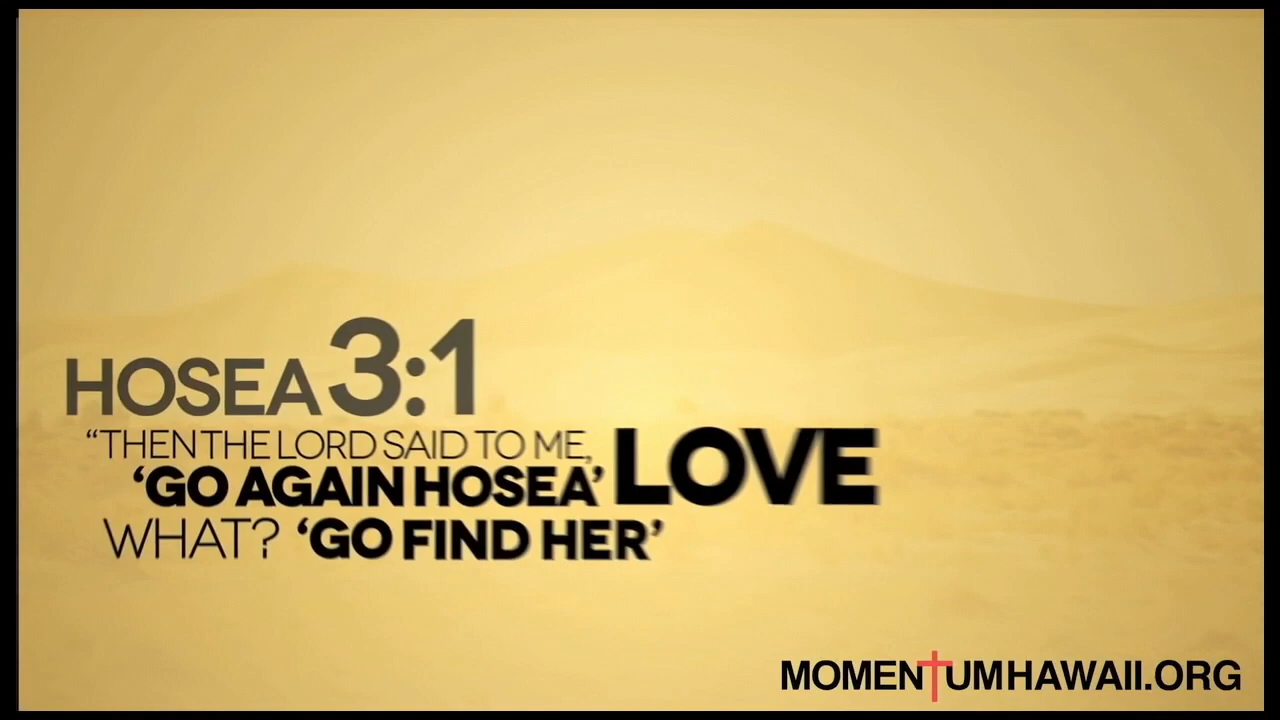 HOSEA 3:1
“THEN THE LORD SAID TO ME,
‘GO AGAIN HOSEA’ LOVE
WHAT? ‘GO FIND HER’
MOMENTUMHAWAII.ORG